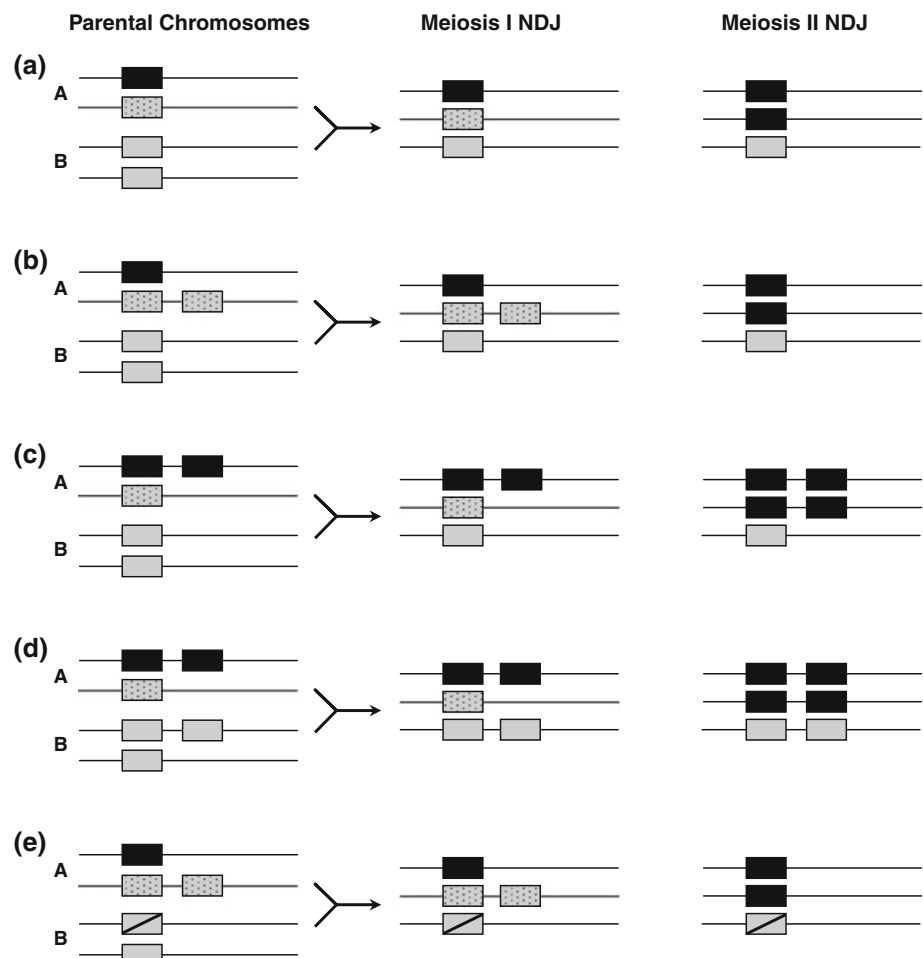 Parental Chromosomes Meiosis I NDJ Meiosis II NDJ
(a)
A
B
(b)
A
B
(c)
A
B
(d)
A
B
(e)
A
B